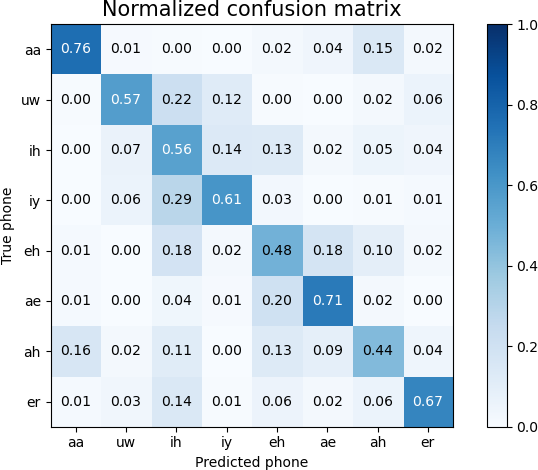 Normalized confusion matrix
aa 0.76 0.01 0.00 0.00 0.02 0.04 0.15 0.02
uw 0.00 0.57 0.22 0.12 0.00 0.00 0.02 0.06
ih 0.00 0.07 0.56 0.14 0.13 0.02 0.05 0.04
iy 0.00 0.06 0.29 0.61 0.03 0.00 0.01 0.01
eh 0.01 0.00 0.18 0.02 0.48 0.18 0.10 0.02
ae 0.01 0.00 0.04 0.01 0.20 0.71 0.02 0.00
ah 0.16 0.02 0.11 0.00 0.13 0.09 0.44 0.04
er 0.01 0.03 0.14 0.01 0.06 0.02 0.06 0.67
aa uw ih iy eh ae ah er
Predicted phone
True phone
1.0
0.8
0.6
0.4
0.2
0.0